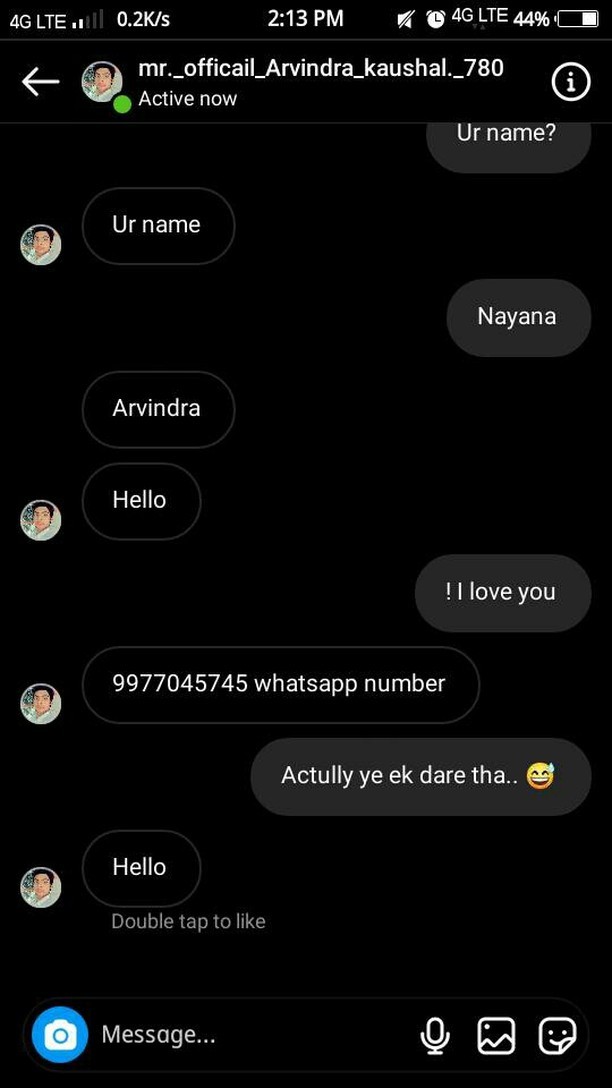 4G LTE 0.2K/s 2:13 PM 4G LTE 44%
mr._officail_Arvindra_kaushal._780
Active now
Ur name?
Ur name
Nayana
Arvindra
Hello
! I love you
9977045745 whatsapp number
Actully ye ek dare tha.. 😅
Hello
Double tap to like
Message...